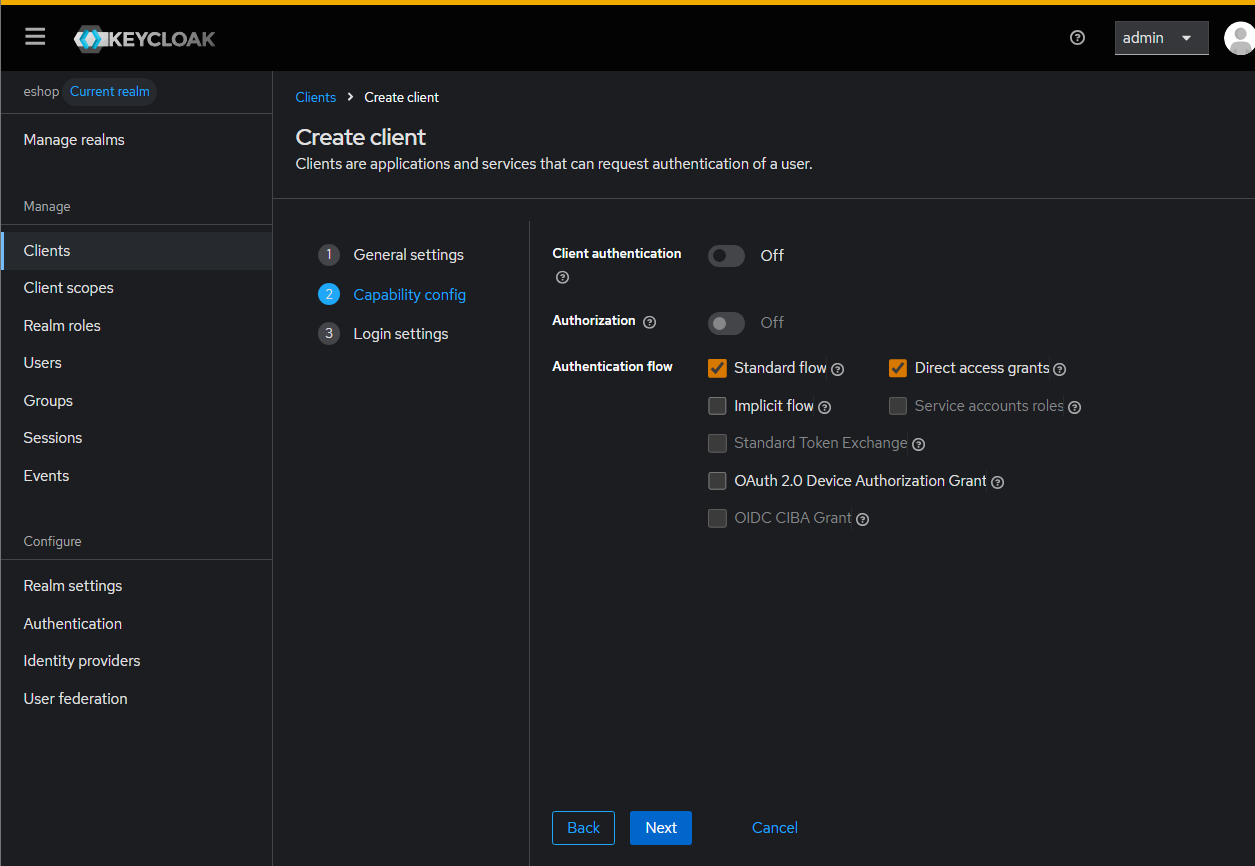 KEYCLOAK
admin
eshop Current realm
Manage realms
Manage
Clients
Client scopes
Realm roles
Users
Groups
Sessions
Events
Configure
Realm settings
Authentication
Identity providers
User federation
Clients > Create client
Create client
Clients are applications and services that can request authentication of a user.
1 General settings
2 Capability config
3 Login settings
Client authentication Off
Authorization Off
Authentication flow Standard flow Direct access grants
Implicit flow Service accounts roles
Standard Token Exchange
OAuth 2.0 Device Authorization Grant
OIDC CIBA Grant
Back Next Cancel